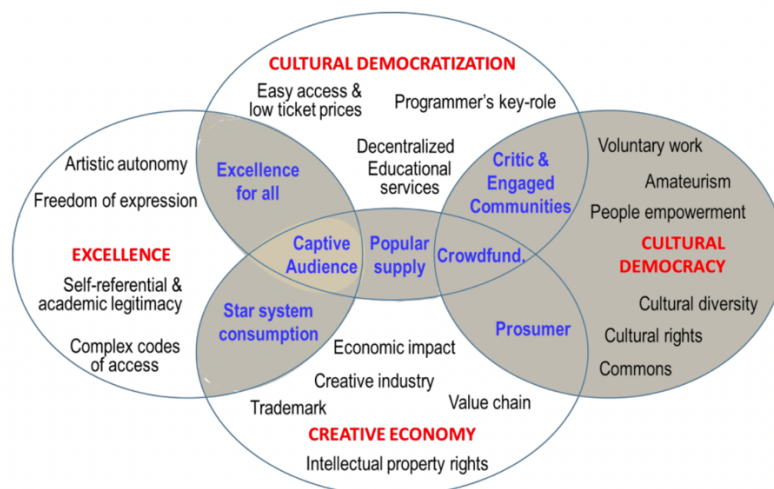 CULTURAL DEMOCRATIZATION
Easy access &
low ticket prices
Programmer's key-role
Decentralized
Educational
services
Artistic autonomy
Freedom of expression
EXCELLENCE
Self-referential &
academic legitimacy
Complex codes
of access
Excellence
for all
Captive
Audience
Star system
consumption
Popular
supply
Critic &
Engaged
Communities
Crowdfund.
Prosumer
Voluntary work
Amateurism
People empowerment
CULTURAL
DEMOCRACY
Cultural diversity
Cultural rights
Commons
Economic impact
Creative industry
Trademark
Value chain
CREATIVE ECONOMY
Intellectual property rights